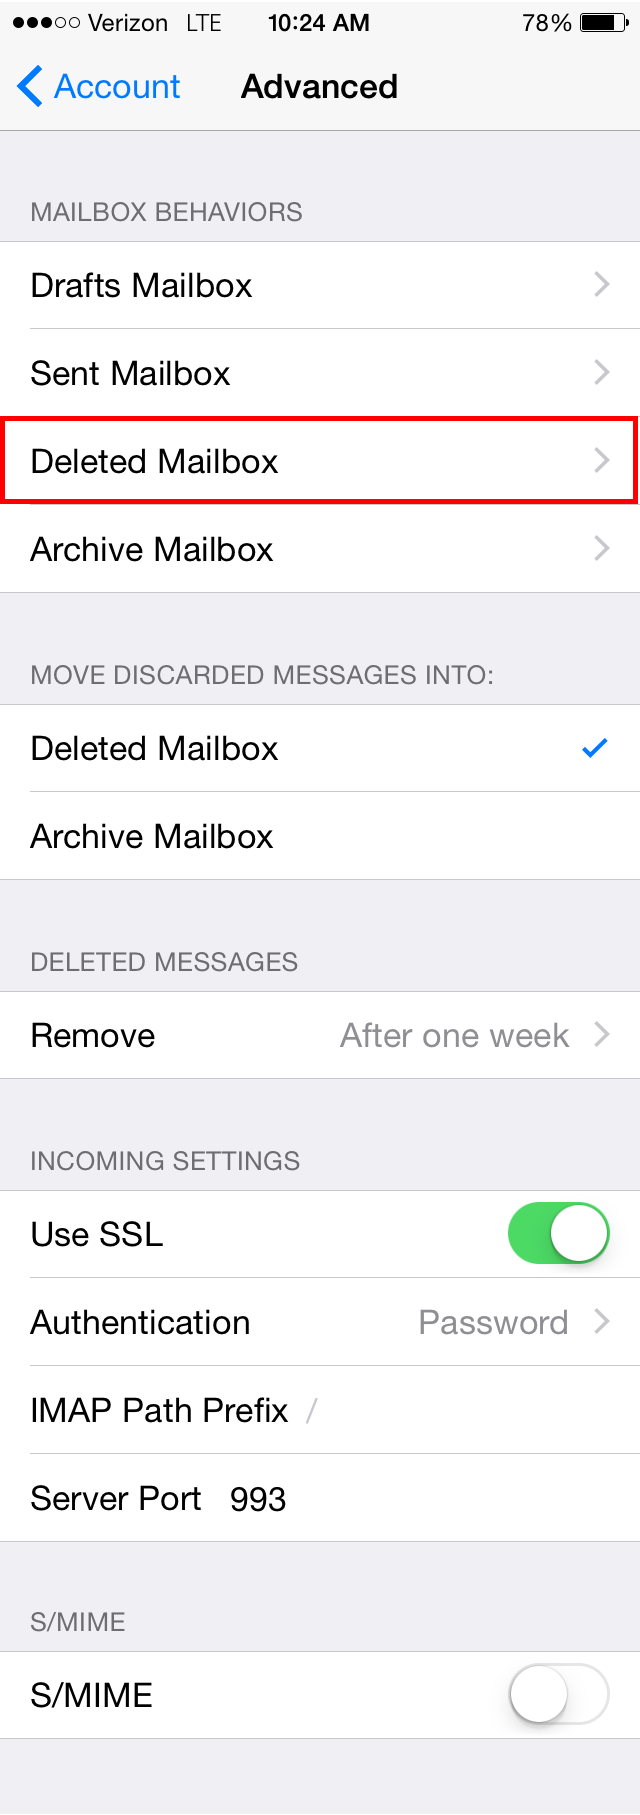 Verizon LTE 10:24 AM 78%
Account Advanced
MAILBOX BEHAVIORS
Drafts Mailbox
Sent Mailbox
Deleted Mailbox
Archive Mailbox
MOVE DISCARDED MESSAGES INTO:
Deleted Mailbox
Archive Mailbox
DELETED MESSAGES
Remove After one week
INCOMING SETTINGS
Use SSL
Authentication Password
IMAP Path Prefix /
Server Port 993
S/MIME
S/MIME